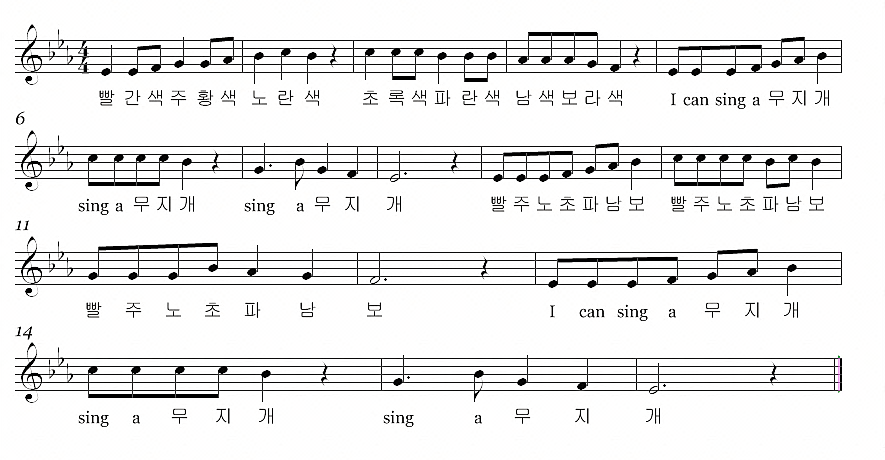 빨 간 색 주 황 색 노 란 색 초 록 색 파 란 색 남 색 보 라 색 I can sing a 무 지 개
6
sing a 무 지 개 sing a 무 지 개 빨 주 노 초 파 남 보 빨 주 노 초 파 남 보
11
빨 주 노 초 파 남 보 I can sing a 무 지 개
14
sing a 무 지 개 sing a 무 지 개